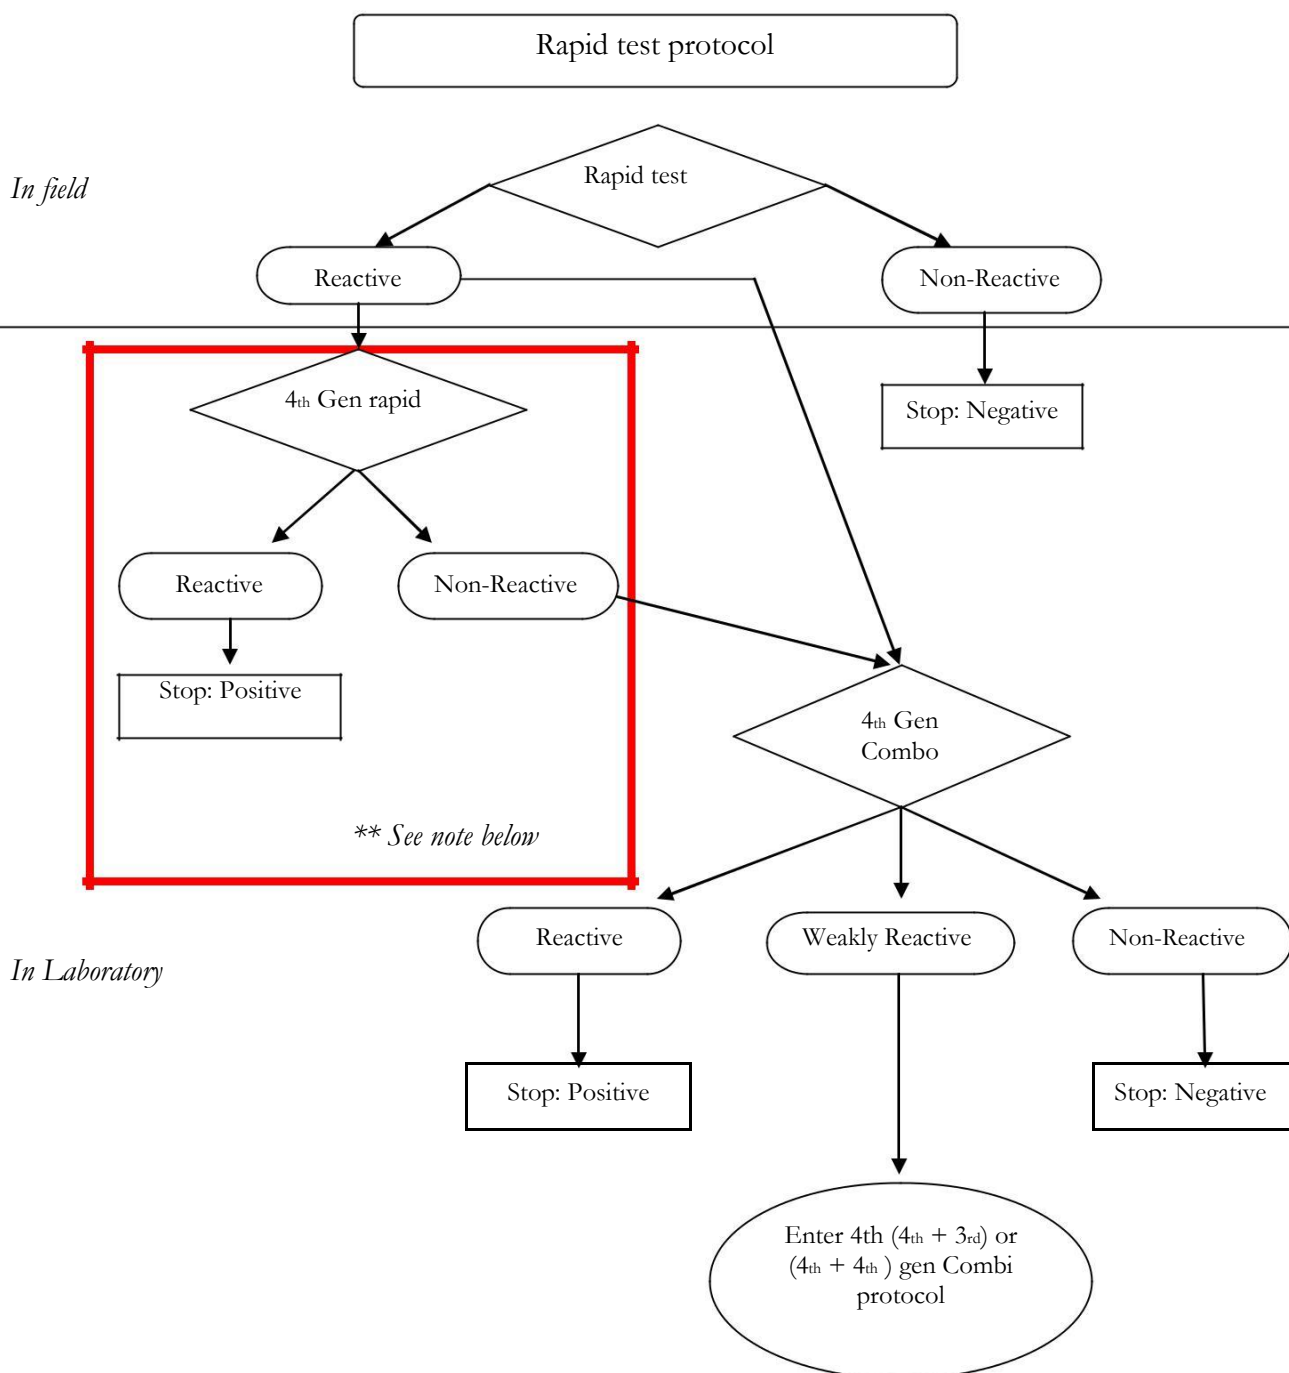 Rapid test protocol
In field
Rapid test
Reactive
Non-Reactive
4th Gen rapid
Stop: Negative
Reactive
Non-Reactive
Stop: Positive
4th Gen
Combo
** See note below
Reactive
Weakly Reactive
Non-Reactive
In Laboratory
Stop: Positive
Stop: Negative
Enter 4th (4th + 3rd) or
(4th + 4th ) gen Combi
protocol